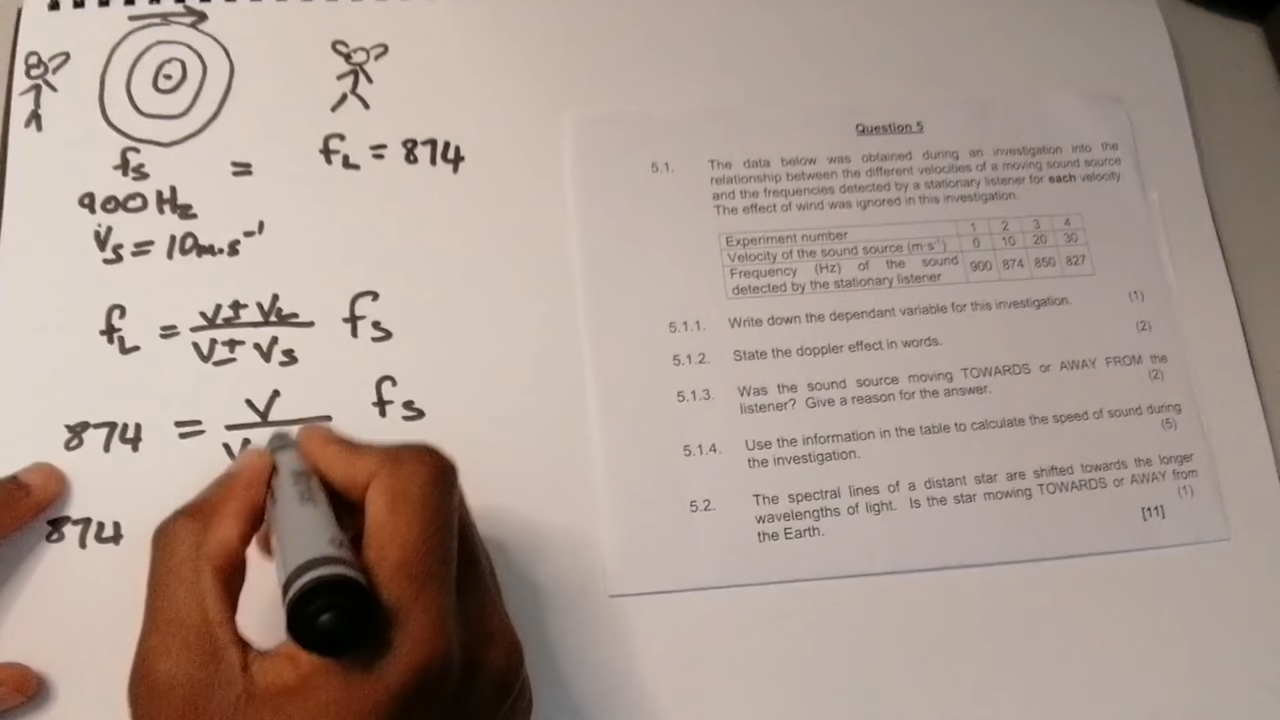 fs = fL = 874
900 Hz
Vs = 10m.s⁻¹
fL = V ± VL / V ± Vs fs
874 = V / V fs
874
Question 5
5.1. The data below was obtained during an investigation into the
relationship between the different velocities of a moving sound source
and the frequencies detected by a stationary listener for each velocity.
The effect of wind was ignored in this investigation.
Experiment number 1 2 3 4
Velocity of the sound source (m·s⁻¹) 0 10 20 30
Frequency (Hz) of the sound
detected by the stationary listener 900 874 850 827
5.1.1. Write down the dependant variable for this investigation. (1)
5.1.2. State the doppler effect in words. (2)
5.1.3. Was the sound source moving TOWARDS or AWAY FROM the
listener? Give a reason for the answer. (2)
5.1.4. Use the information in the table to calculate the speed of sound during
the investigation. (5)
5.2. The spectral lines of a distant star are shifted towards the longer
wavelengths of light. Is the star mowing TOWARDS or AWAY from
the Earth. (1)
[11]